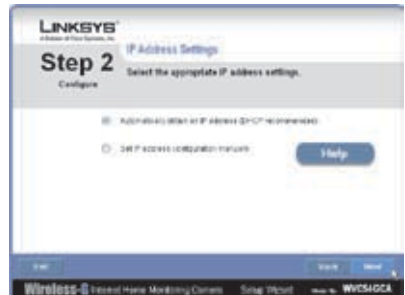 LINKSYS
A Division of Cisco Systems, Inc.
IP Address Settings
Step 2
Configure
Select the appropriate IP address settings.
Automatically obtain an IP address (DHCP recommended)
Set IP address configuration manually
Help
Exit
Back Next
Wireless-G Internet Home Monitoring Camera Setup Wizard Model No. WVC54GCA